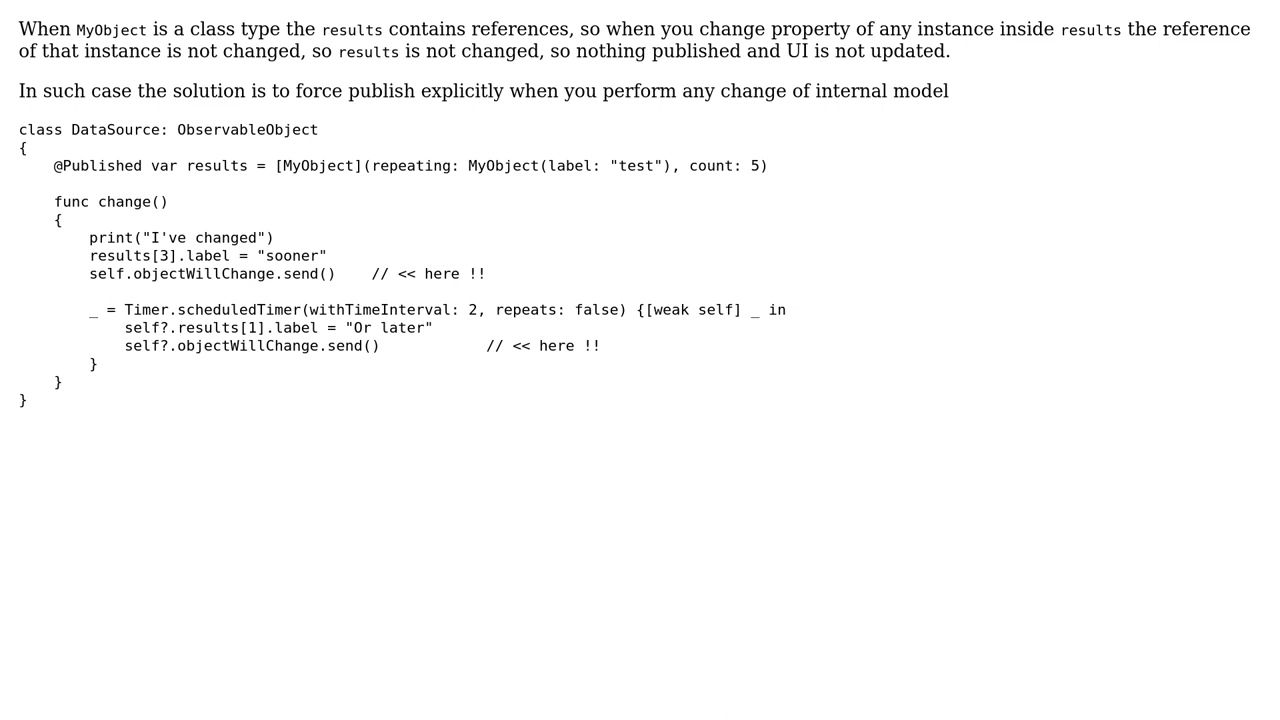 When MyObject is a class type the results contains references, so when you change property of any instance inside results the reference
of that instance is not changed, so results is not changed, so nothing published and UI is not updated.
In such case the solution is to force publish explicitly when you perform any change of internal model
class DataSource: ObservableObject
{
    @Published var results = [MyObject](repeating: MyObject(label: "test"), count: 5)

    func change()
    {
        print("I've changed")
        results[3].label = "sooner"
        self.objectWillChange.send()    // << here !!

        _ = Timer.scheduledTimer(withTimeInterval: 2, repeats: false) {[weak self] _ in
            self?.results[1].label = "Or later"
            self?.objectWillChange.send()            // << here !!
        }
    }
}